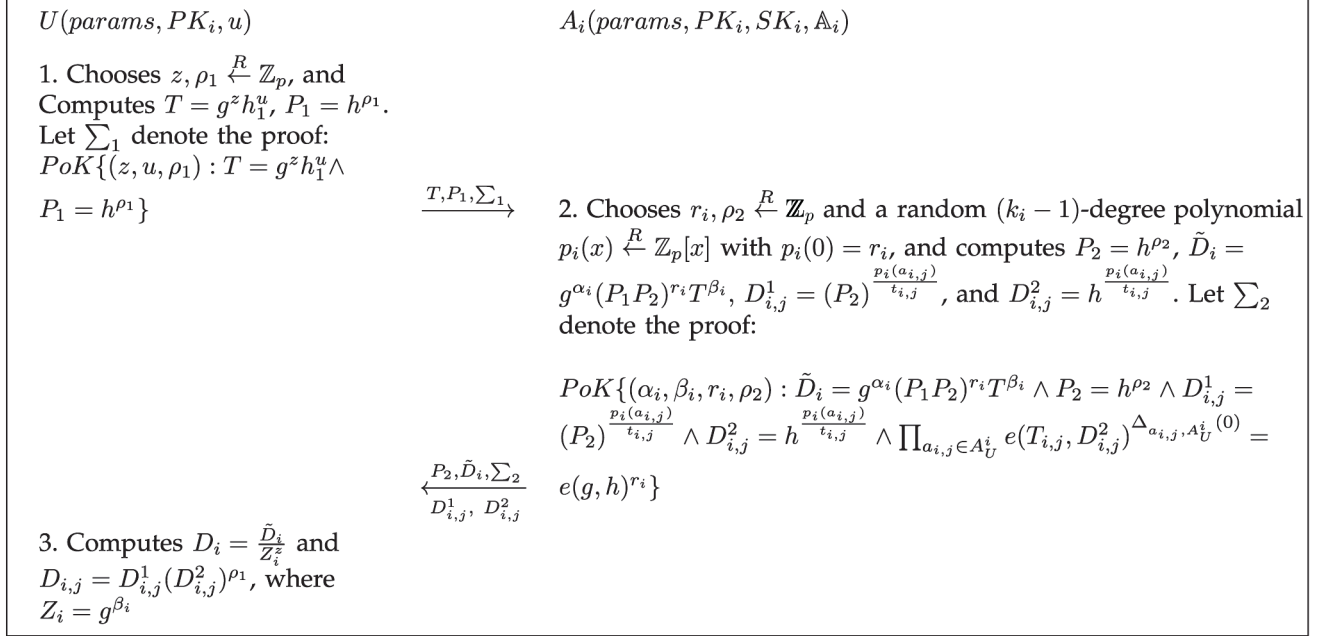 U(params, PK_i, u)
A_i(params, PK_i, SK_i, 𝔸_i)
1. Chooses z, ρ_1 ←^R ℤ_p, and
Computes T = g^z h_1^u, P_1 = h^{ρ_1}.
Let ∑_1 denote the proof:
PoK{(z, u, ρ_1) : T = g^z h_1^u ∧
P_1 = h^{ρ_1}}
T,P_1,∑_1
⟶
2. Chooses r_i, ρ_2 ←^R ℤ_p and a random (k_i − 1)-degree polynomial
p_i(x) ←^R ℤ_p[x] with p_i(0) = r_i, and computes P_2 = h^{ρ_2}, D̃_i =
g^{α_i}(P_1P_2)^{r_i}T^{β_i}, D^1_{i,j} = (P_2)^{\frac{p_i(a_{i,j})}{t_{i,j}}}, and D^2_{i,j} = h^{\frac{p_i(a_{i,j})}{t_{i,j}}}. Let ∑_2
denote the proof:
PoK{(α_i, β_i, r_i, ρ_2) : D̃_i = g^{α_i}(P_1P_2)^{r_i}T^{β_i} ∧ P_2 = h^{ρ_2} ∧ D^1_{i,j} =
(P_2)^{\frac{p_i(a_{i,j})}{t_{i,j}}} ∧ D^2_{i,j} = h^{\frac{p_i(a_{i,j})}{t_{i,j}}} ∧ ∏_{a_{i,j}∈A^i_U} e(T_{i,j}, D^2_{i,j})^{Δ_{a_{i,j},A^i_U}(0)} =
e(g, h)^{r_i}}
P_2,D̃_i,∑_2
⟵
D^1_{i,j}, D^2_{i,j}
3. Computes D_i = \frac{D̃_i}{Z_i^z} and
D_{i,j} = D^1_{i,j}(D^2_{i,j})^{ρ_1}, where
Z_i = g^{β_i}